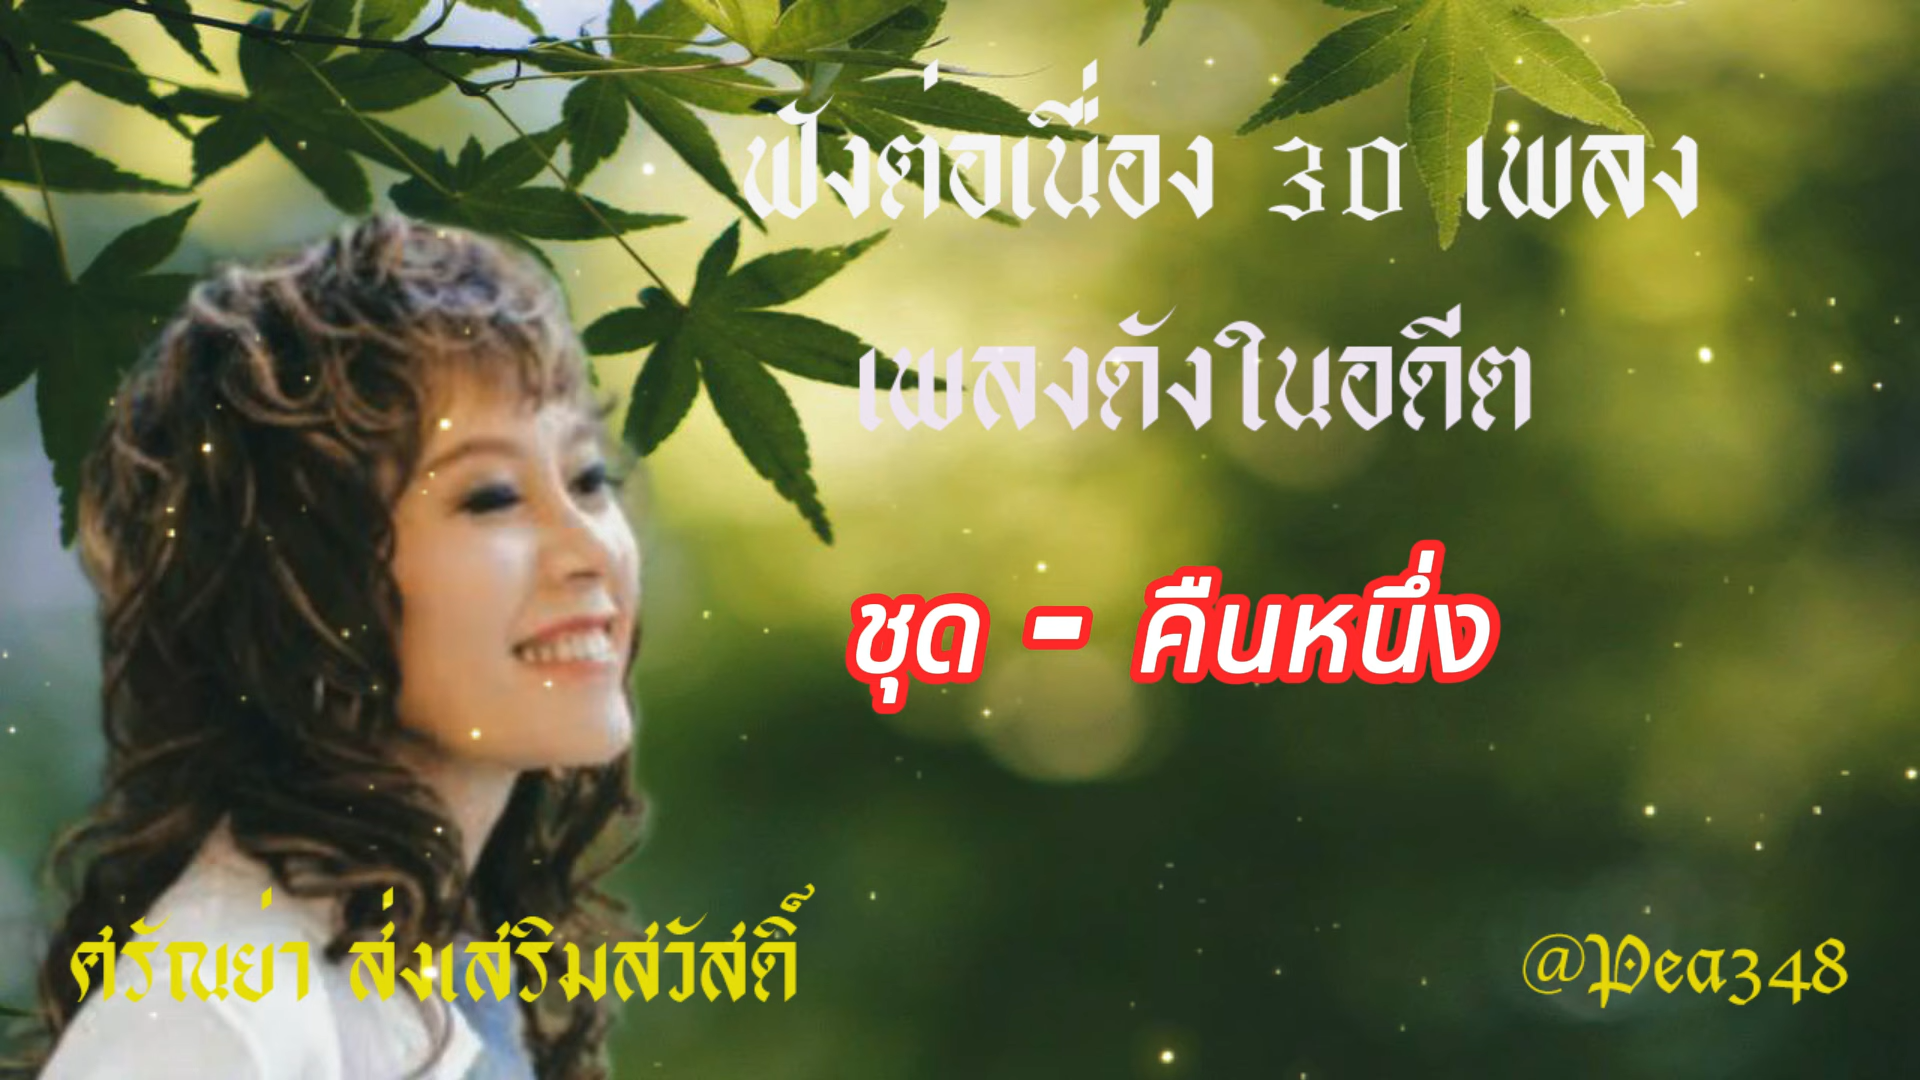 ฟังต่อเนื่อง 30 เพลง
เพลงดังในอดีต
ชุด - คืนหนึ่ง
ศรัณย่า ส่งเสริมสวัสดิ์
@Pea348